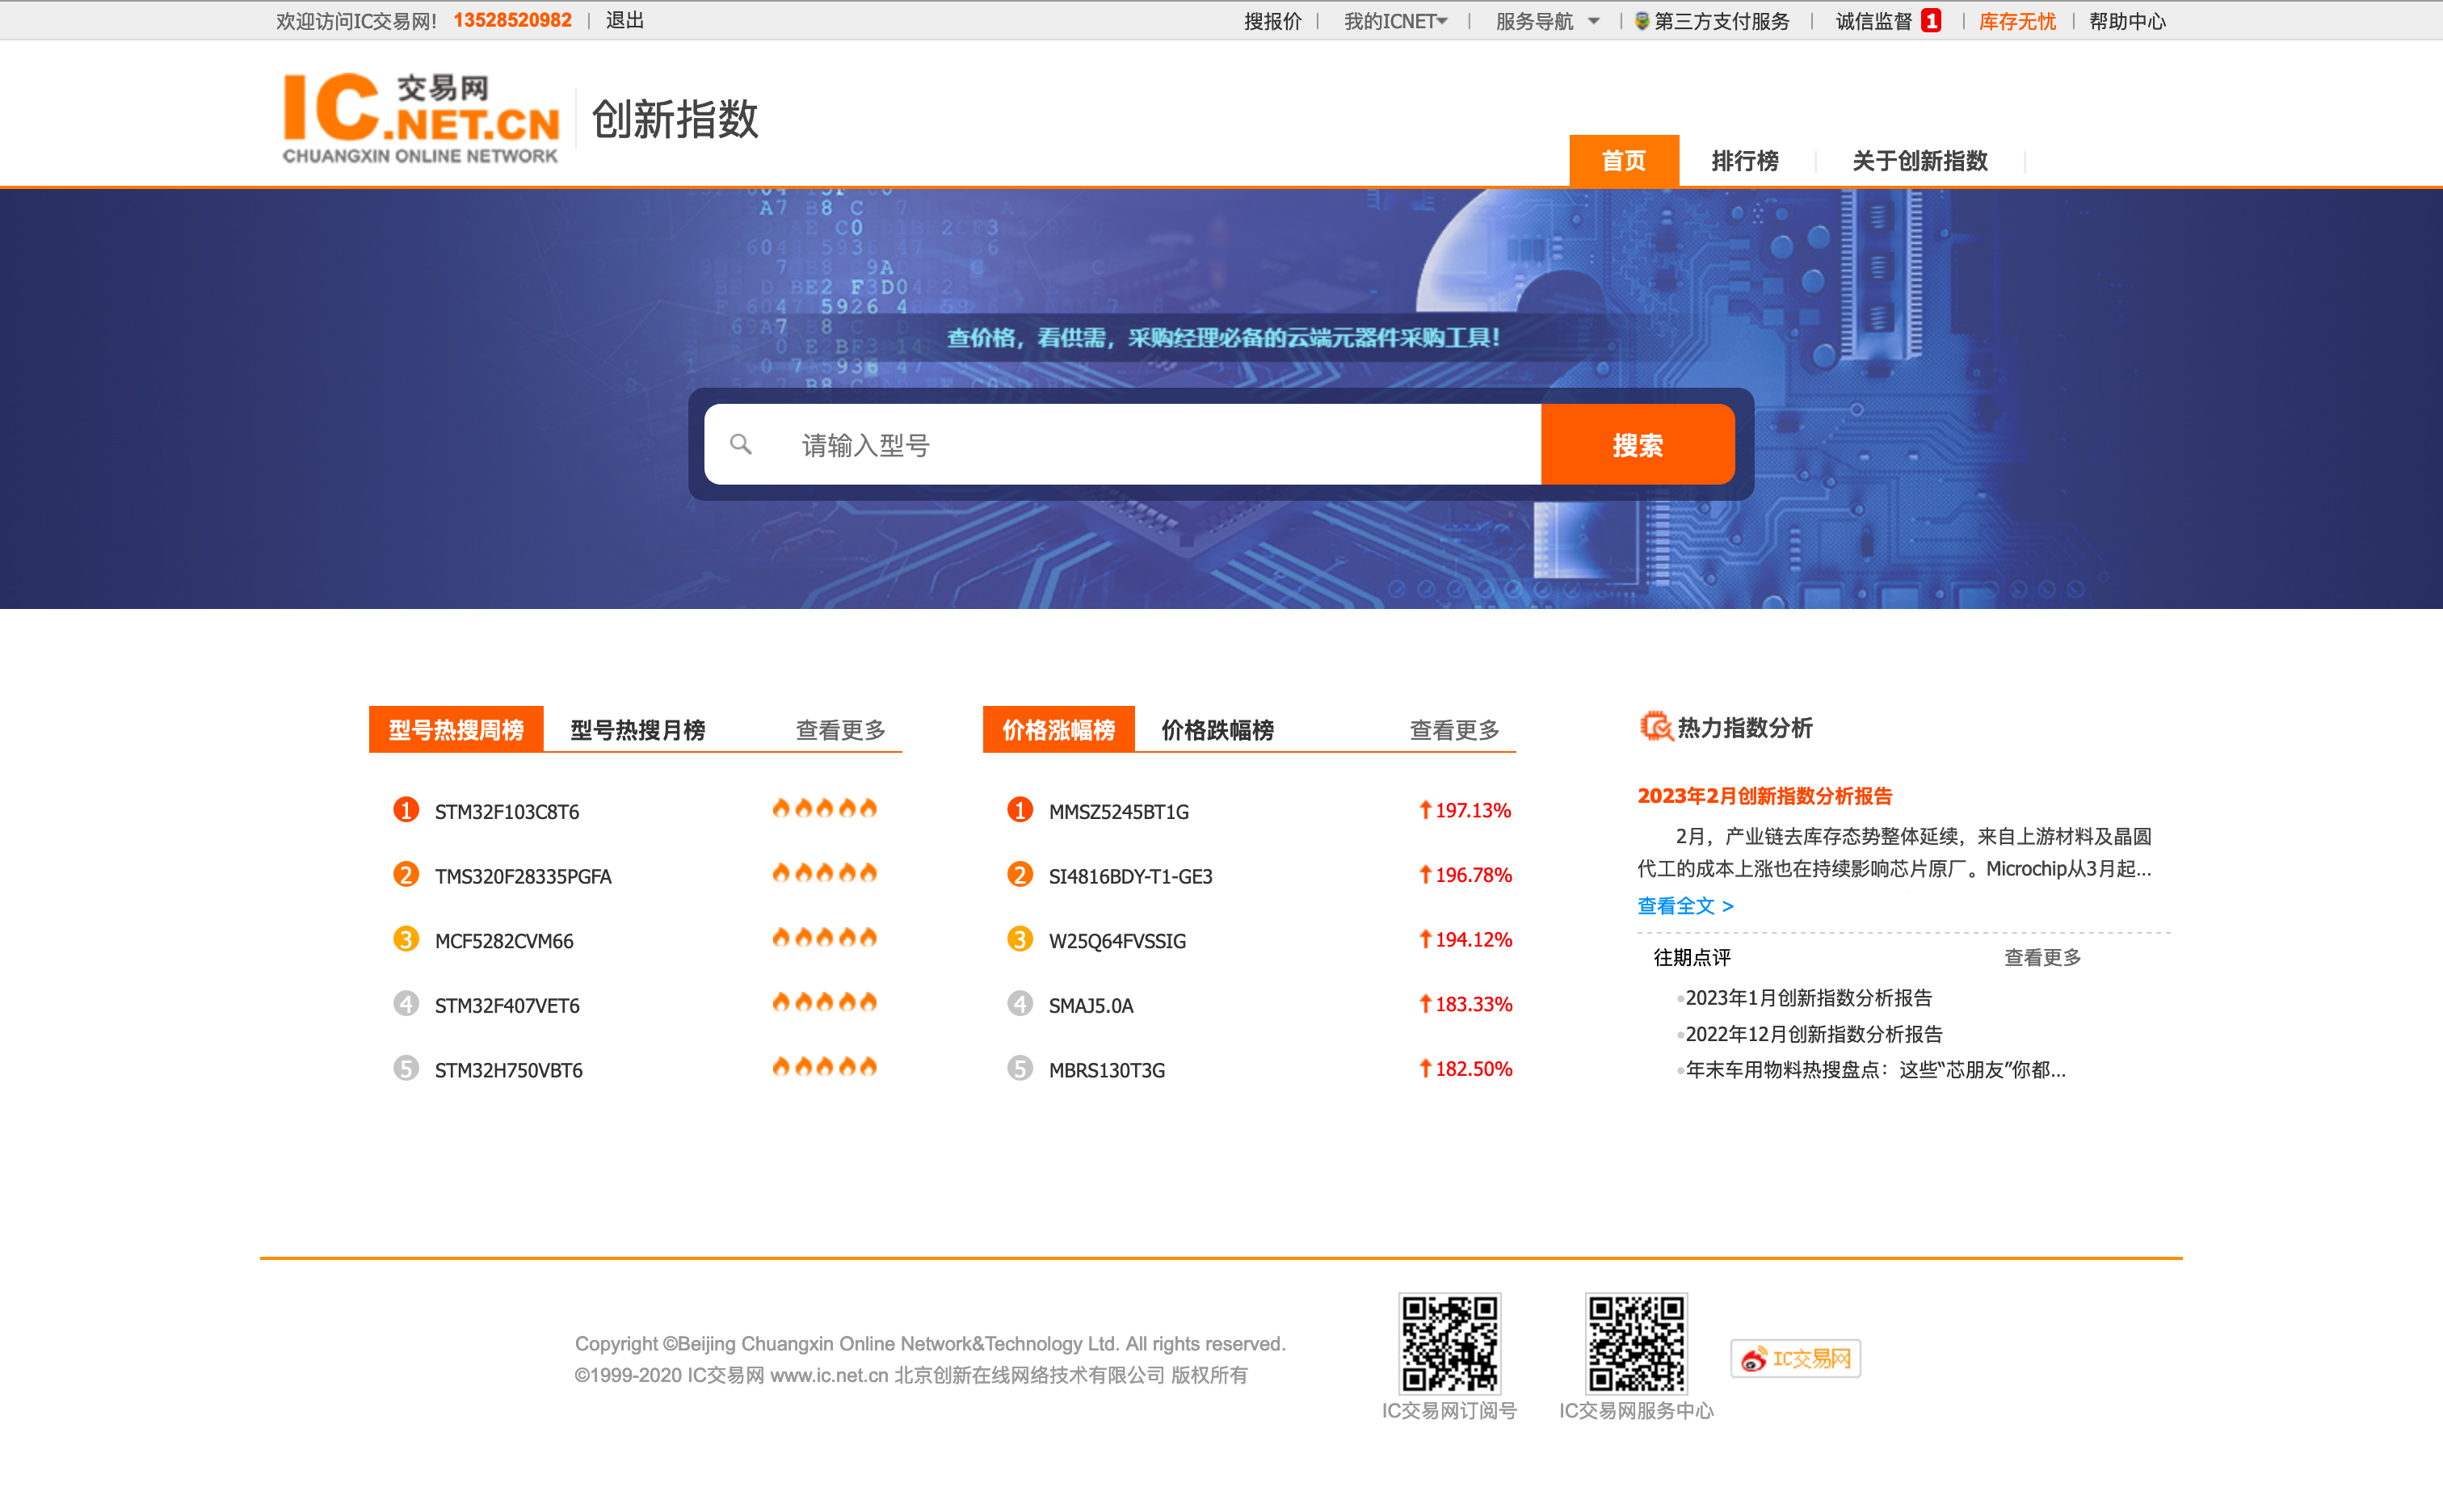 欢迎访问IC交易网! 13528520982 | 退出
搜报价 | 我的ICNET | 服务导航 | 第三方支付服务 | 诚信监督 1 | 库存无忧 | 帮助中心
IC交易网
.NET.CN
CHUANGXIN ONLINE NETWORK
创新指数
首页 排行榜 关于创新指数
查价格，看供需，采购经理必备的云端元器件采购工具！
请输入型号 搜索
型号热搜周榜 型号热搜月榜 查看更多
1 STM32F103C8T6
2 TMS320F28335PGFA
3 MCF5282CVM66
4 STM32F407VET6
5 STM32H750VBT6
价格涨幅榜 价格跌幅榜 查看更多
1 MMSZ5245BT1G 197.13%
2 SI4816BDY-T1-GE3 196.78%
3 W25Q64FVSSIG 194.12%
4 SMAJ5.0A 183.33%
5 MBRS130T3G 182.50%
热力指数分析
2023年2月创新指数分析报告
2月，产业链去库存态势整体延续，来自上游材料及晶圆
代工的成本上涨也在持续影响芯片原厂。Microchip从3月起...
查看全文 >
往期点评 查看更多
2023年1月创新指数分析报告
2022年12月创新指数分析报告
年末车用物料热搜盘点：这些“芯朋友”你都...
Copyright ©Beijing Chuangxin Online Network&Technology Ltd. All rights reserved.
©1999-2020 IC交易网 www.ic.net.cn 北京创新在线网络技术有限公司 版权所有
IC交易网订阅号
IC交易网服务中心
IC交易网